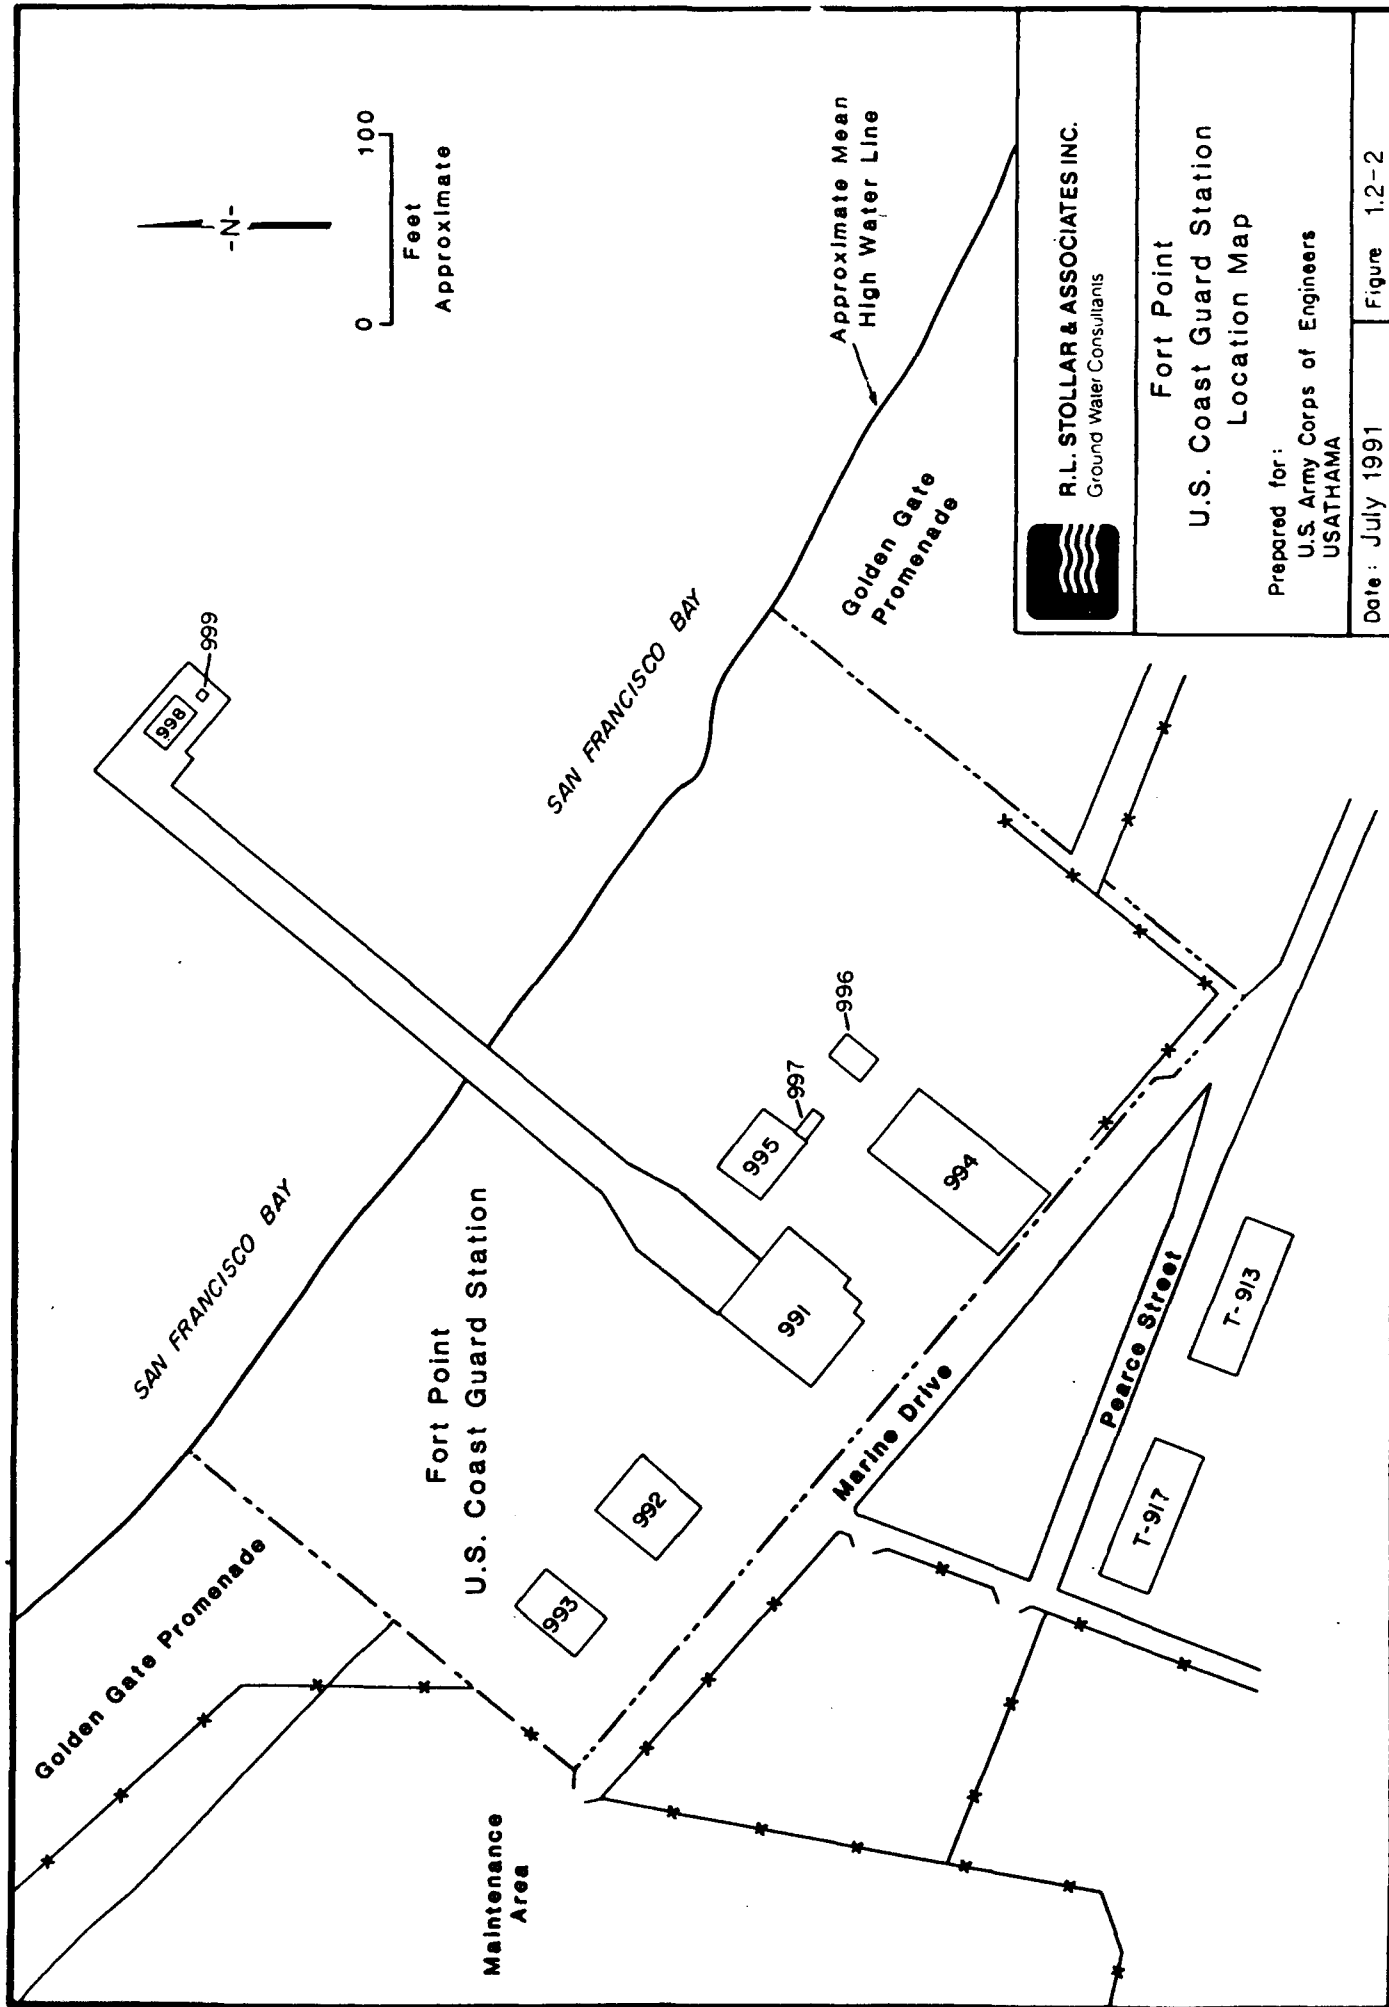 -N-
0 100
Feet
Approximate
Approximate Mean
High Water Line
999
998
SAN FRANCISCO BAY
SAN FRANCISCO BAY
Golden Gate
Promenade
Golden Gate Promenade
Fort Point
U.S. Coast Guard Station
996
997
995
994
991
992
993
Marine Drive
Pearce Street
T-913
T-917
Maintenance
Area
R.L. STOLLAR & ASSOCIATES INC.
Ground Water Consultants
Fort Point
U.S. Coast Guard Station
Location Map
Prepared for:
U.S. Army Corps of Engineers
USATHAMA
Date: July 1991
Figure 1.2-2